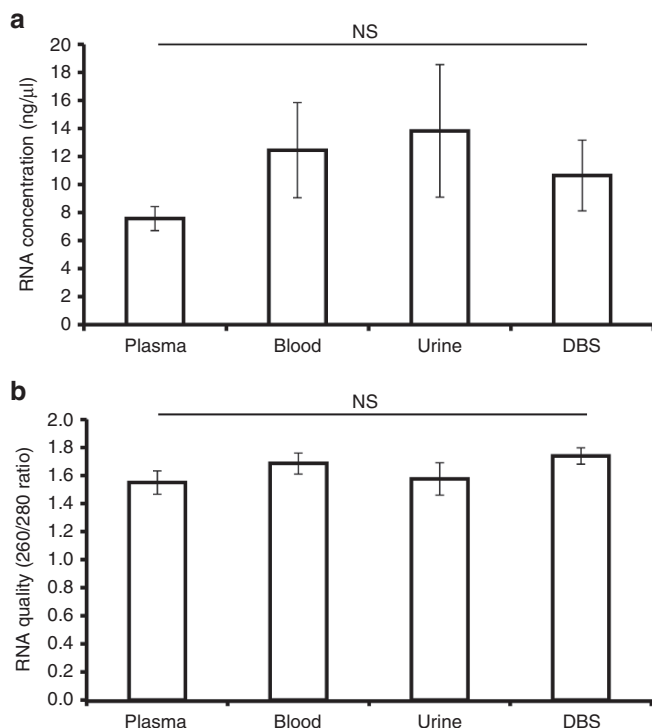 a
NS
RNA concentration (ng/µl)
20
18
16
14
12
10
8
6
4
2
0
Plasma Blood Urine DBS
b
NS
RNA quality (260/280 ratio)
2.0
1.8
1.6
1.4
1.2
1.0
0.8
0.6
0.4
0.2
0.0
Plasma Blood Urine DBS